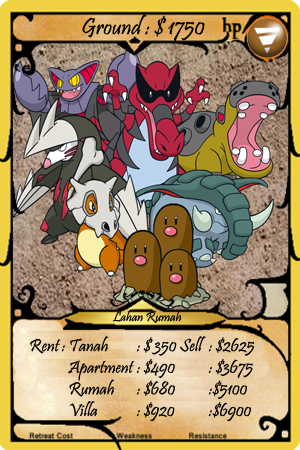 Ground : $ 1750 hp
Lahan Rumah
Rent : Tanah : $ 350 Sell : $2625
Apartment : $490 :$3675
Rumah : $680 :$5100
Villa : $920 :$6900
Retreat Cost Weakness Resistance